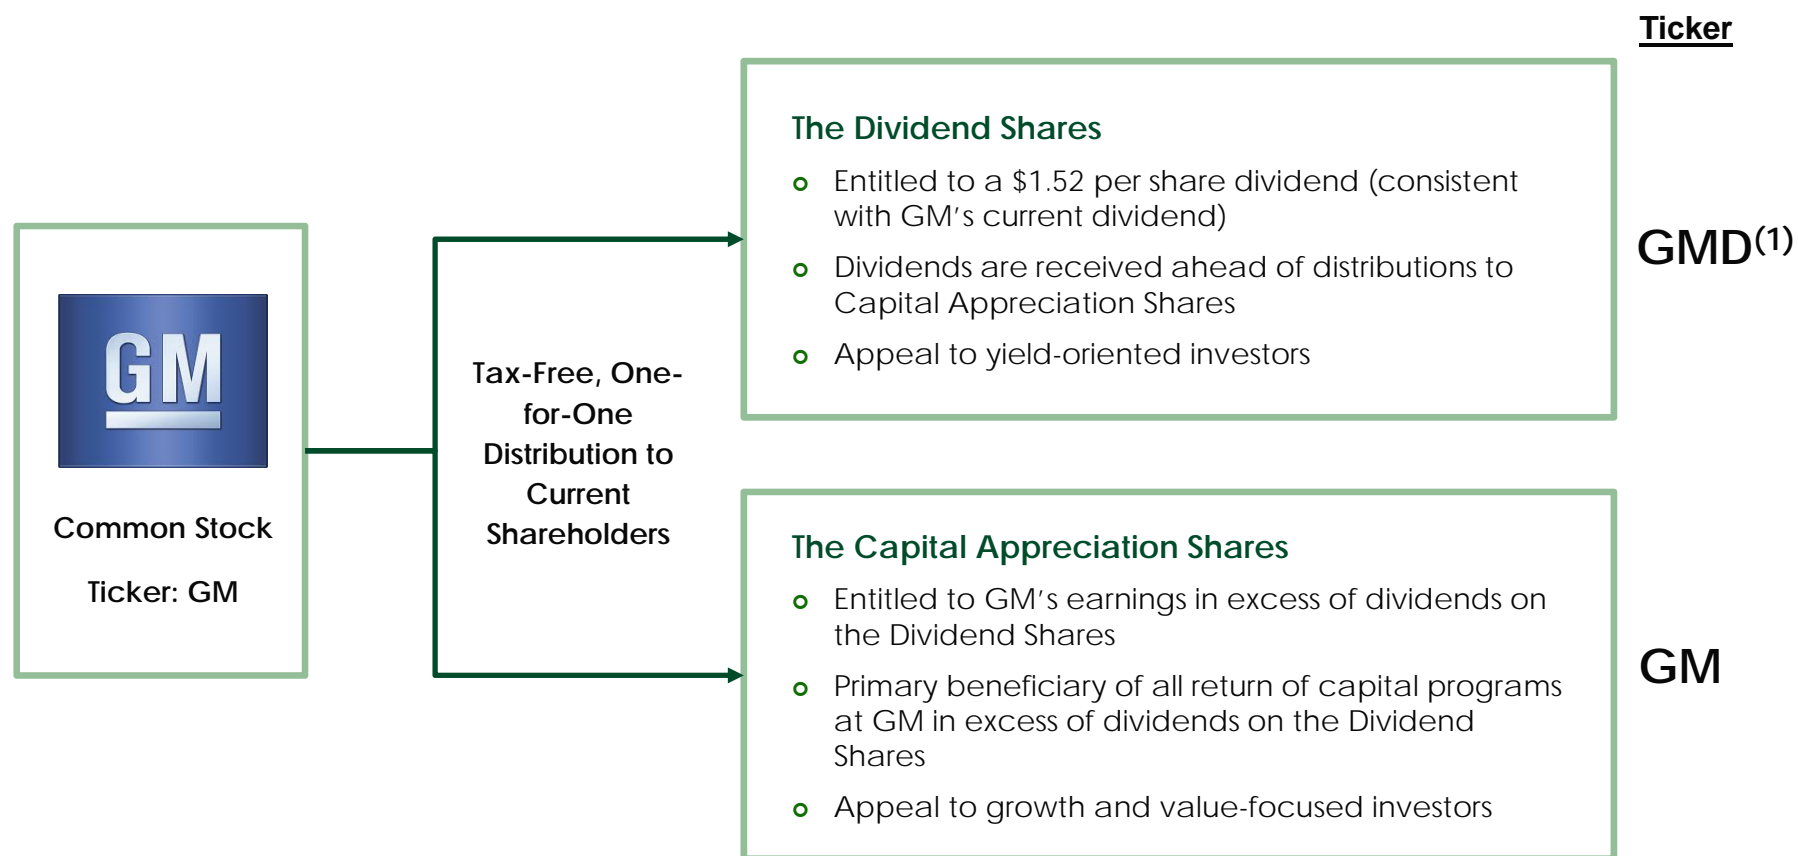 Ticker
The Dividend Shares
Entitled to a $1.52 per share dividend (consistent
with GM's current dividend)
Dividends are received ahead of distributions to
Capital Appreciation Shares
Appeal to yield-oriented investors
GMD(1)
GM
Common Stock
Ticker: GM
Tax-Free, One-
for-One
Distribution to
Current
Shareholders
The Capital Appreciation Shares
Entitled to GM's earnings in excess of dividends on
the Dividend Shares
Primary beneficiary of all return of capital programs
at GM in excess of dividends on the Dividend
Shares
Appeal to growth and value-focused investors
GM